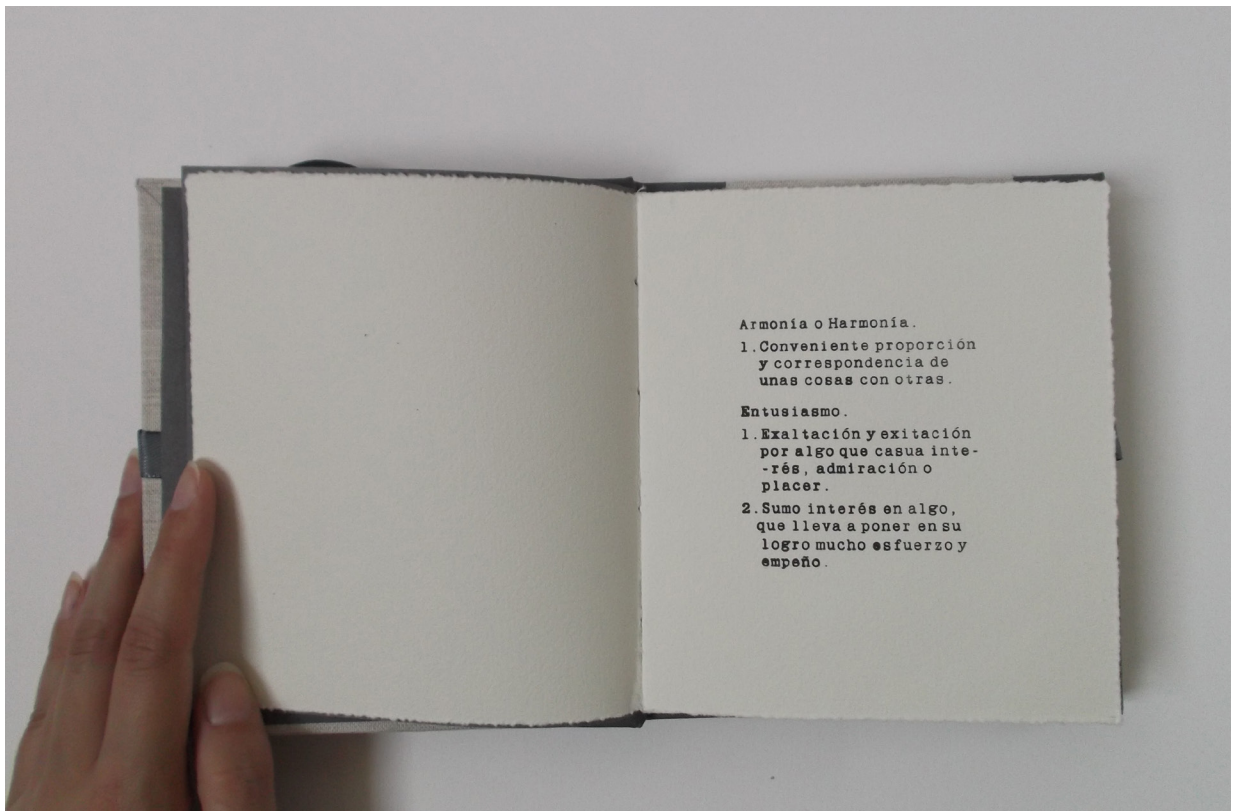 Armonía o Harmonía.
1. Conveniente proporción
y correspondencia de
unas cosas con otras.
Entusiasmo.
1. Exaltación y exitación
por algo que casua inte-
-rés, admiración o
placer.
2. Sumo interés en algo,
que lleva a poner en su
logro mucho esfuerzo y
empeño.